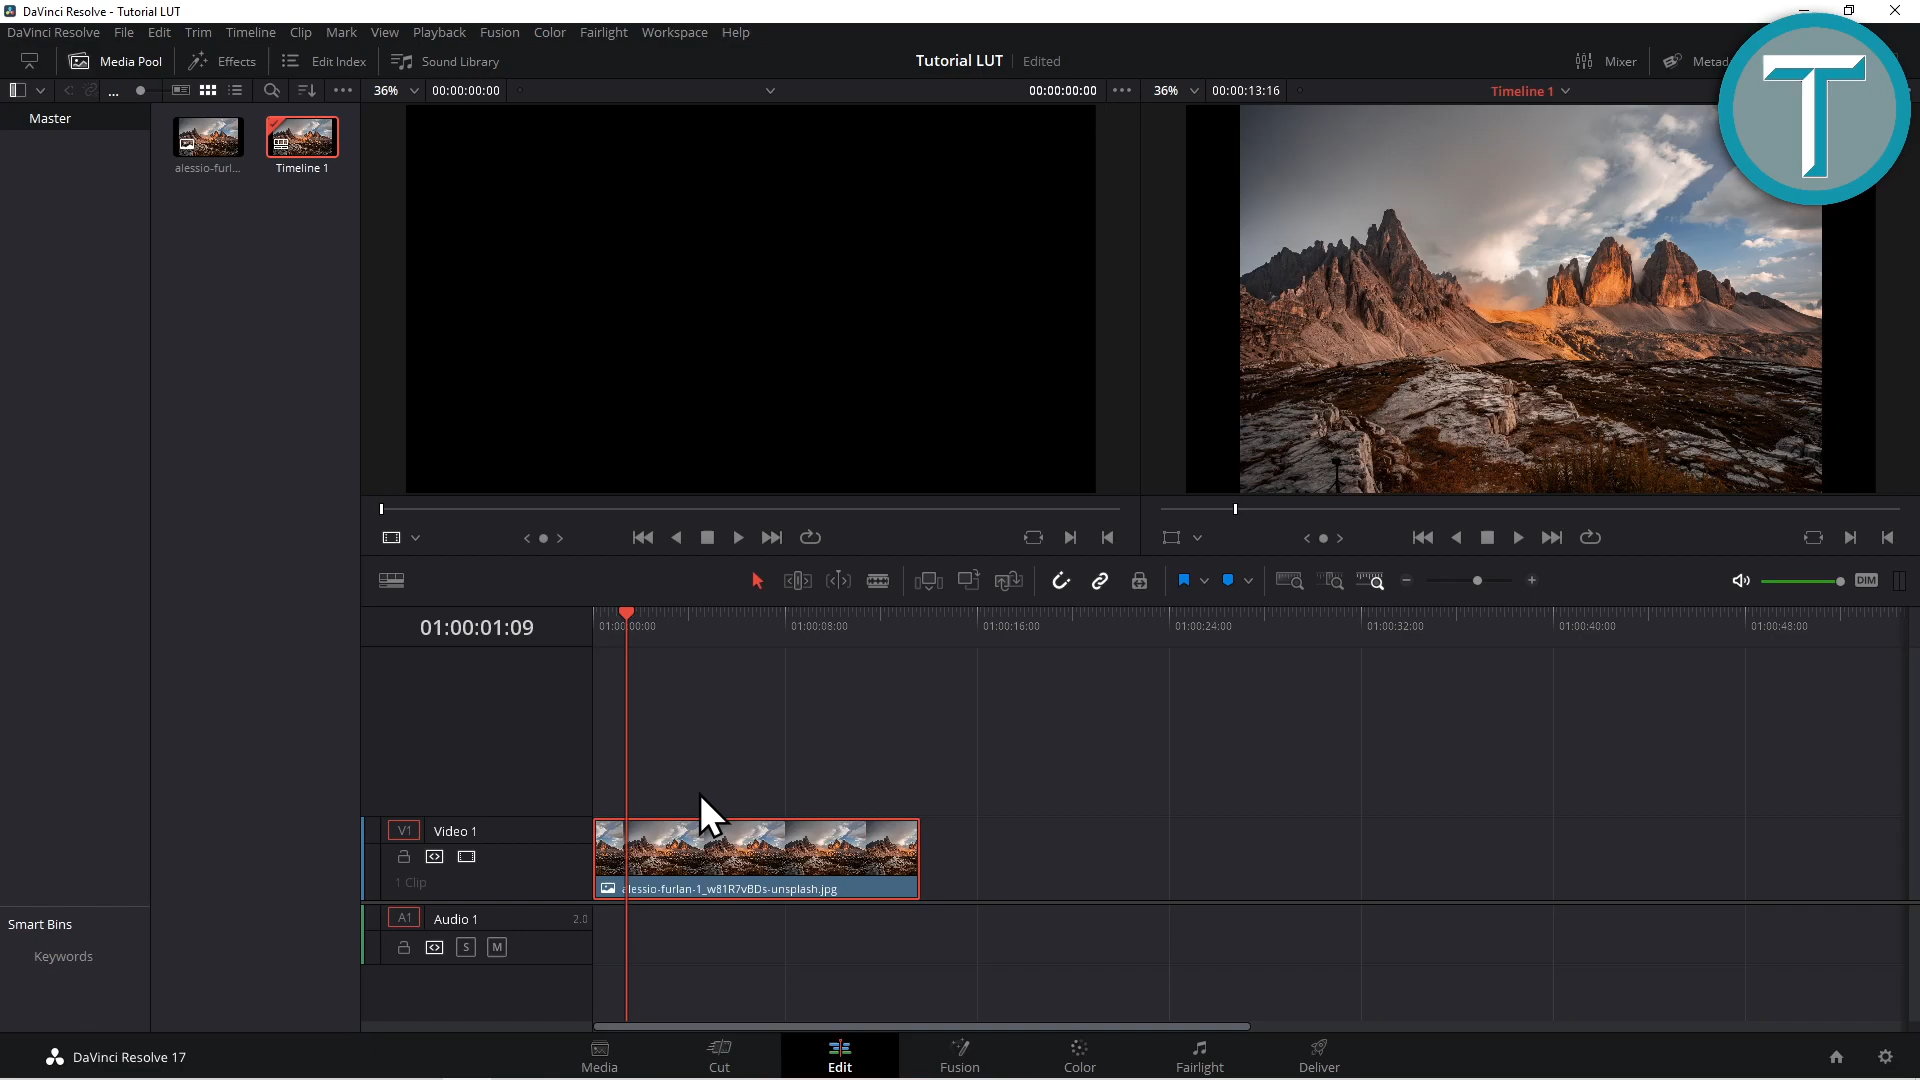 DaVinci Resolve - Tutorial LUT
DaVinci Resolve File Edit Trim Timeline Clip Mark View Playback Fusion Color Fairlight Workspace Help
Media Pool Effects Edit Index Sound Library Tutorial LUT Edited Mixer Metad
... 36% 00:00:00:00 00:00:00:00 ... 36% 00:00:13:16 Timeline 1
Master
alessio-furl... Timeline 1
T
DIM
01:00:01:09
01:00:00:00 01:00:08:00 01:00:16:00 01:00:24:00 01:00:32:00 01:00:40:00 01:00:48:00
V1 Video 1
1 Clip
alessio-furlan-1_w81R7vBDs-unsplash.jpg
A1 Audio 1 2.0
S M
Smart Bins
Keywords
DaVinci Resolve 17
Media Cut Edit Fusion Color Fairlight Deliver